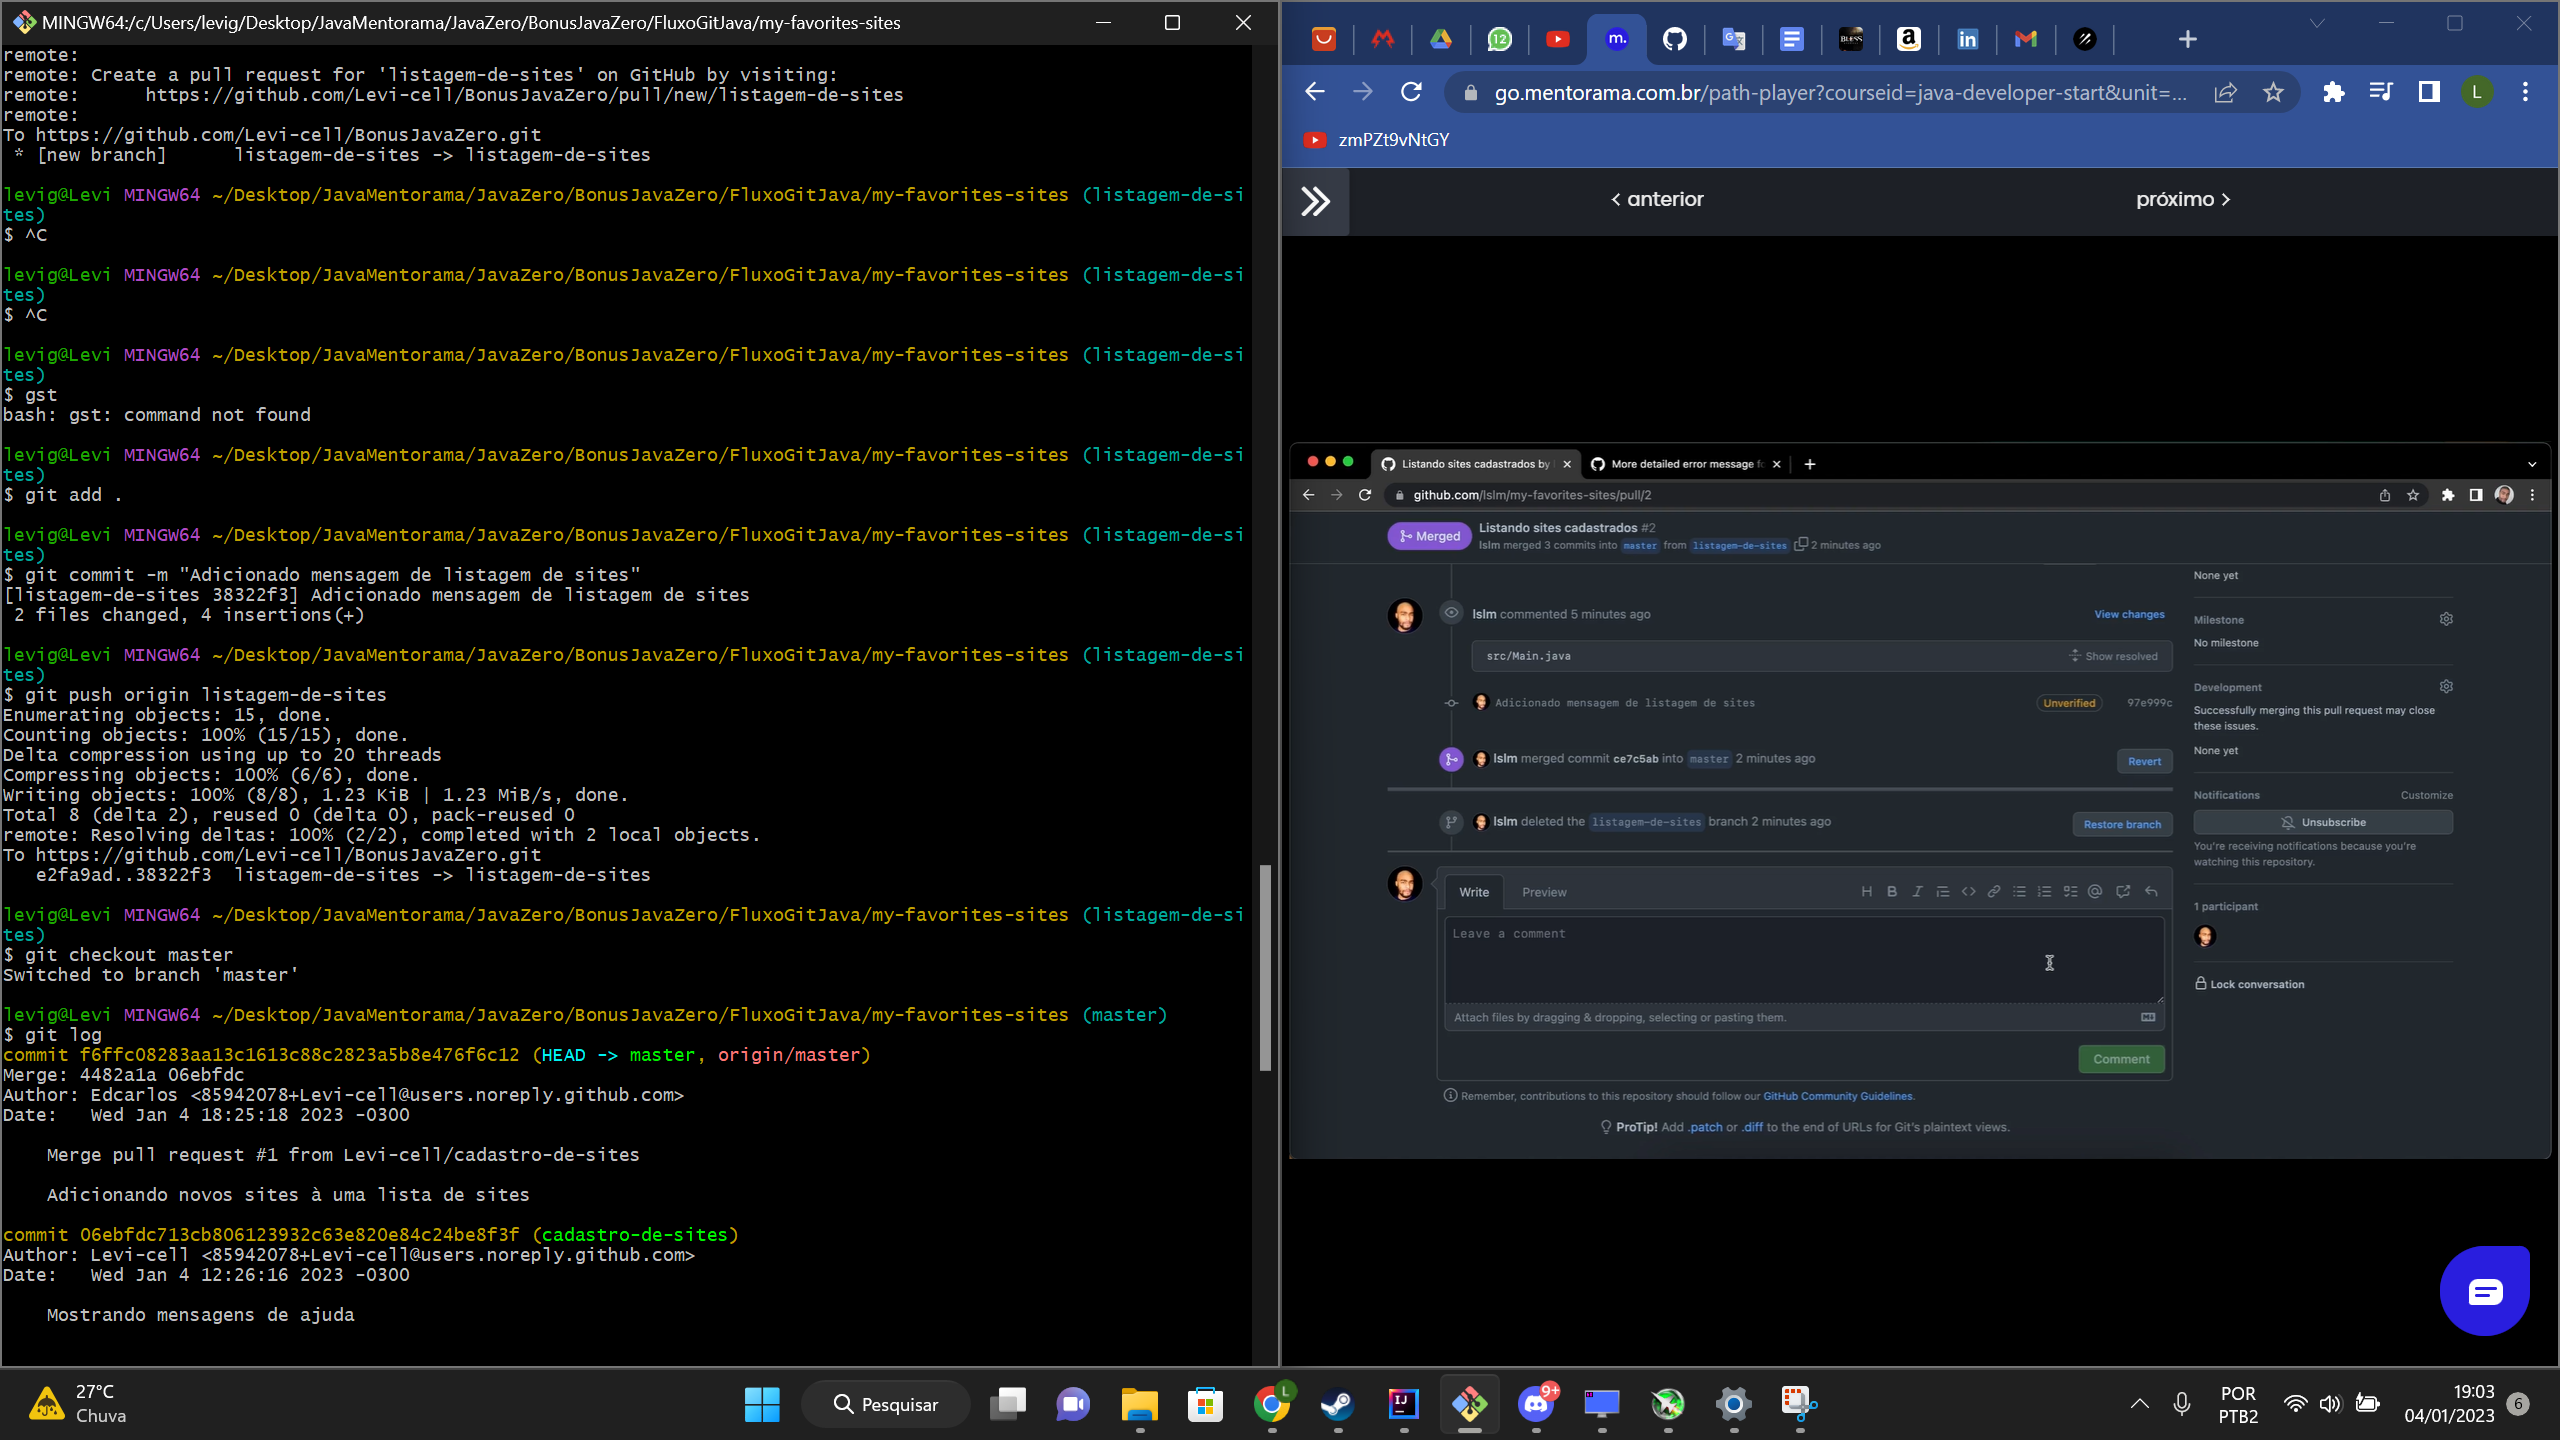 MINGW64:/c/Users/levig/Desktop/JavaMentorama/JavaZero/BonusJavaZero/FluxoGitJava/my-favorites-sites
remote:
remote: Create a pull request for 'listagem-de-sites' on GitHub by visiting:
remote:      https://github.com/Levi-cell/BonusJavaZero/pull/new/listagem-de-sites
remote:
To https://github.com/Levi-cell/BonusJavaZero.git
 * [new branch]      listagem-de-sites -> listagem-de-sites
levig@Levi MINGW64 ~/Desktop/JavaMentorama/JavaZero/BonusJavaZero/FluxoGitJava/my-favorites-sites (listagem-de-si
tes)
$ ^C
levig@Levi MINGW64 ~/Desktop/JavaMentorama/JavaZero/BonusJavaZero/FluxoGitJava/my-favorites-sites (listagem-de-si
tes)
$ ^C
levig@Levi MINGW64 ~/Desktop/JavaMentorama/JavaZero/BonusJavaZero/FluxoGitJava/my-favorites-sites (listagem-de-si
tes)
$ gst
bash: gst: command not found
levig@Levi MINGW64 ~/Desktop/JavaMentorama/JavaZero/BonusJavaZero/FluxoGitJava/my-favorites-sites (listagem-de-si
tes)
$ git add .
levig@Levi MINGW64 ~/Desktop/JavaMentorama/JavaZero/BonusJavaZero/FluxoGitJava/my-favorites-sites (listagem-de-si
tes)
$ git commit -m "Adicionado mensagem de listagem de sites"
[listagem-de-sites 38322f3] Adicionado mensagem de listagem de sites
 2 files changed, 4 insertions(+)
levig@Levi MINGW64 ~/Desktop/JavaMentorama/JavaZero/BonusJavaZero/FluxoGitJava/my-favorites-sites (listagem-de-si
tes)
$ git push origin listagem-de-sites
Enumerating objects: 15, done.
Counting objects: 100% (15/15), done.
Delta compression using up to 20 threads
Compressing objects: 100% (6/6), done.
Writing objects: 100% (8/8), 1.23 KiB | 1.23 MiB/s, done.
Total 8 (delta 2), reused 0 (delta 0), pack-reused 0
remote: Resolving deltas: 100% (2/2), completed with 2 local objects.
To https://github.com/Levi-cell/BonusJavaZero.git
   e2fa9ad..38322f3  listagem-de-sites -> listagem-de-sites
levig@Levi MINGW64 ~/Desktop/JavaMentorama/JavaZero/BonusJavaZero/FluxoGitJava/my-favorites-sites (listagem-de-si
tes)
$ git checkout master
Switched to branch 'master'
levig@Levi MINGW64 ~/Desktop/JavaMentorama/JavaZero/BonusJavaZero/FluxoGitJava/my-favorites-sites (master)
$ git log
commit f6ffc08283aa13c1613c88c2823a5b8e476f6c12 (HEAD -> master, origin/master)
Merge: 4482a1a 06ebfdc
Author: Edcarlos <85942078+Levi-cell@users.noreply.github.com>
Date:   Wed Jan 4 18:25:18 2023 -0300
    Merge pull request #1 from Levi-cell/cadastro-de-sites
    Adicionando novos sites à uma lista de sites
commit 06ebfdc713cb806123932c63e820e84c24be8f3f (cadastro-de-sites)
Author: Levi-cell <85942078+Levi-cell@users.noreply.github.com>
Date:   Wed Jan 4 12:26:16 2023 -0300
    Mostrando mensagens de ajuda
12
m.
BLESS
a
in
go.mentorama.com.br/path-player?courseid=java-developer-start&unit=...
L
zmPZt9vNtGY
< anterior
próximo >
Listando sites cadastrados by
More detailed error message fo
github.com/lslm/my-favorites-sites/pull/2
Merged
Listando sites cadastrados #2
lslm merged 3 commits into master from listagem-de-sites 2 minutes ago
None yet
lslm commented 5 minutes ago
View changes
src/Main.java
Show resolved
Adicionado mensagem de listagem de sites
Unverified
97e999c
lslm merged commit ce7c5ab into master 2 minutes ago
Revert
lslm deleted the listagem-de-sites branch 2 minutes ago
Restore branch
Write
Preview
Leave a comment
Attach files by dragging & dropping, selecting or pasting them.
Comment
Remember, contributions to this repository should follow our GitHub Community Guidelines.
ProTip! Add .patch or .diff to the end of URLs for Git's plaintext views.
Milestone
No milestone
Development
Successfully merging this pull request may close
these issues.
None yet
Notifications
Customize
Unsubscribe
You're receiving notifications because you're
watching this repository.
1 participant
Lock conversation
27°C
Chuva
Pesquisar
L
IJ
9+
POR
PTB2
19:03
04/01/2023
6